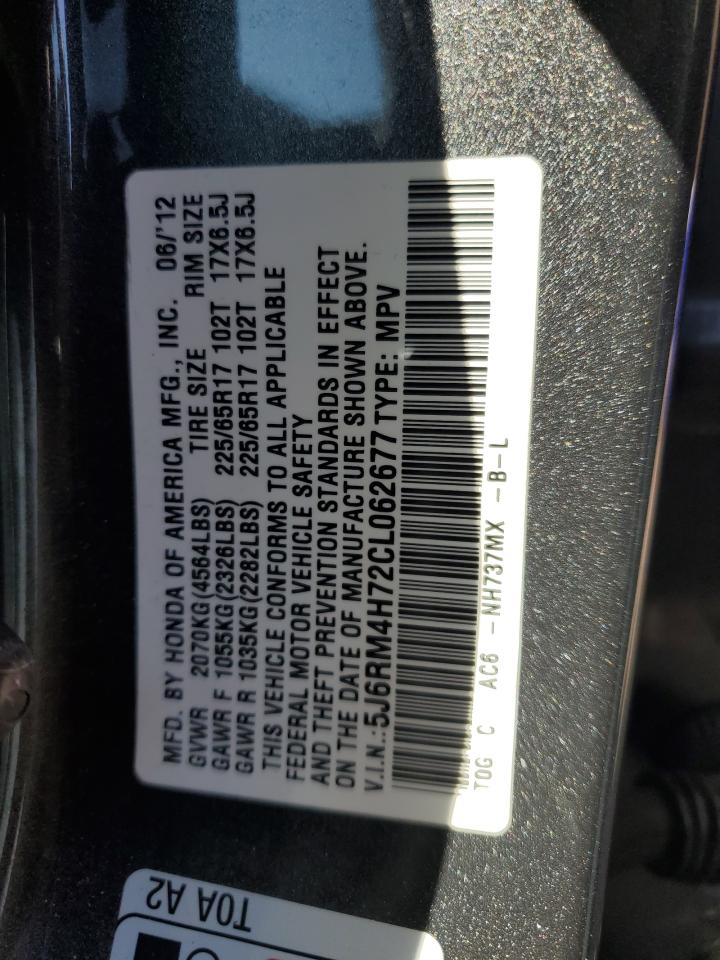 MFD. BY HONDA OF AMERICA MFG., INC. 06/'12
GVWR 2070KG(4564LBS) TIRE SIZE RIM SIZE
GAWR F 1055KG(2326LBS) 225/65R17 102T 17X6.5J
GAWR R 1035KG(2282LBS) 225/65R17 102T 17X6.5J
THIS VEHICLE CONFORMS TO ALL APPLICABLE
FEDERAL MOTOR VEHICLE SAFETY
AND THEFT PREVENTION STANDARDS IN EFFECT
ON THE DATE OF MANUFACTURE SHOWN ABOVE.
V.I.N.:5J6RM4H72CL062677 TYPE: MPV
T0G C AC6 -NH737MX -B-L
T0A A2